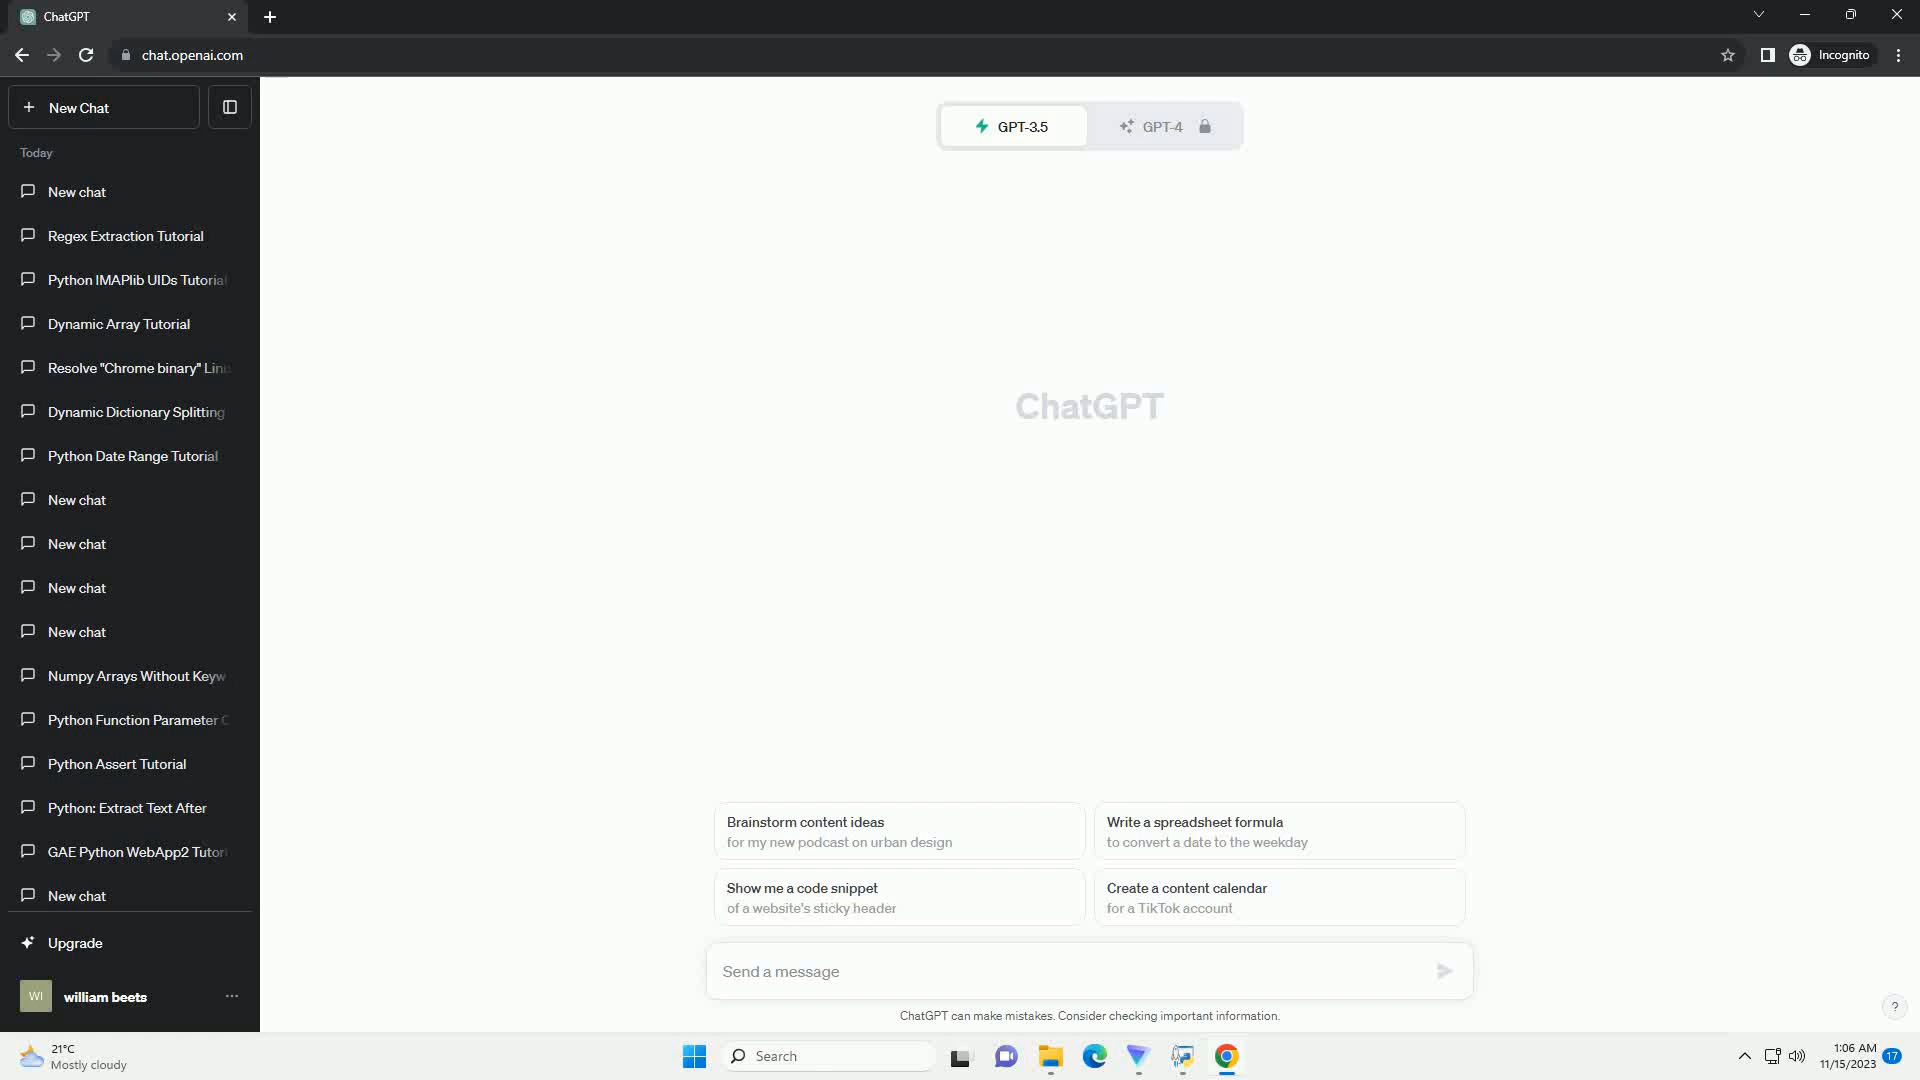 ChatGPT
chat.openai.com
Incognito
New Chat
Today
New chat
Regex Extraction Tutorial
Python IMAPlib UIDs Tutorial
Dynamic Array Tutorial
Resolve "Chrome binary" Lin
Dynamic Dictionary Splitting
Python Date Range Tutorial
New chat
New chat
New chat
New chat
Numpy Arrays Without Keyw
Python Function Parameter C
Python Assert Tutorial
Python: Extract Text After
GAE Python WebApp2 Tutori
New chat
Upgrade
WI
william beets
GPT-3.5
GPT-4
ChatGPT
Brainstorm content ideas
for my new podcast on urban design
Write a spreadsheet formula
to convert a date to the weekday
Show me a code snippet
of a website's sticky header
Create a content calendar
for a TikTok account
Send a message
ChatGPT can make mistakes. Consider checking important information.
?
21°C
Mostly cloudy
Search
1:06 AM
11/15/2023
17